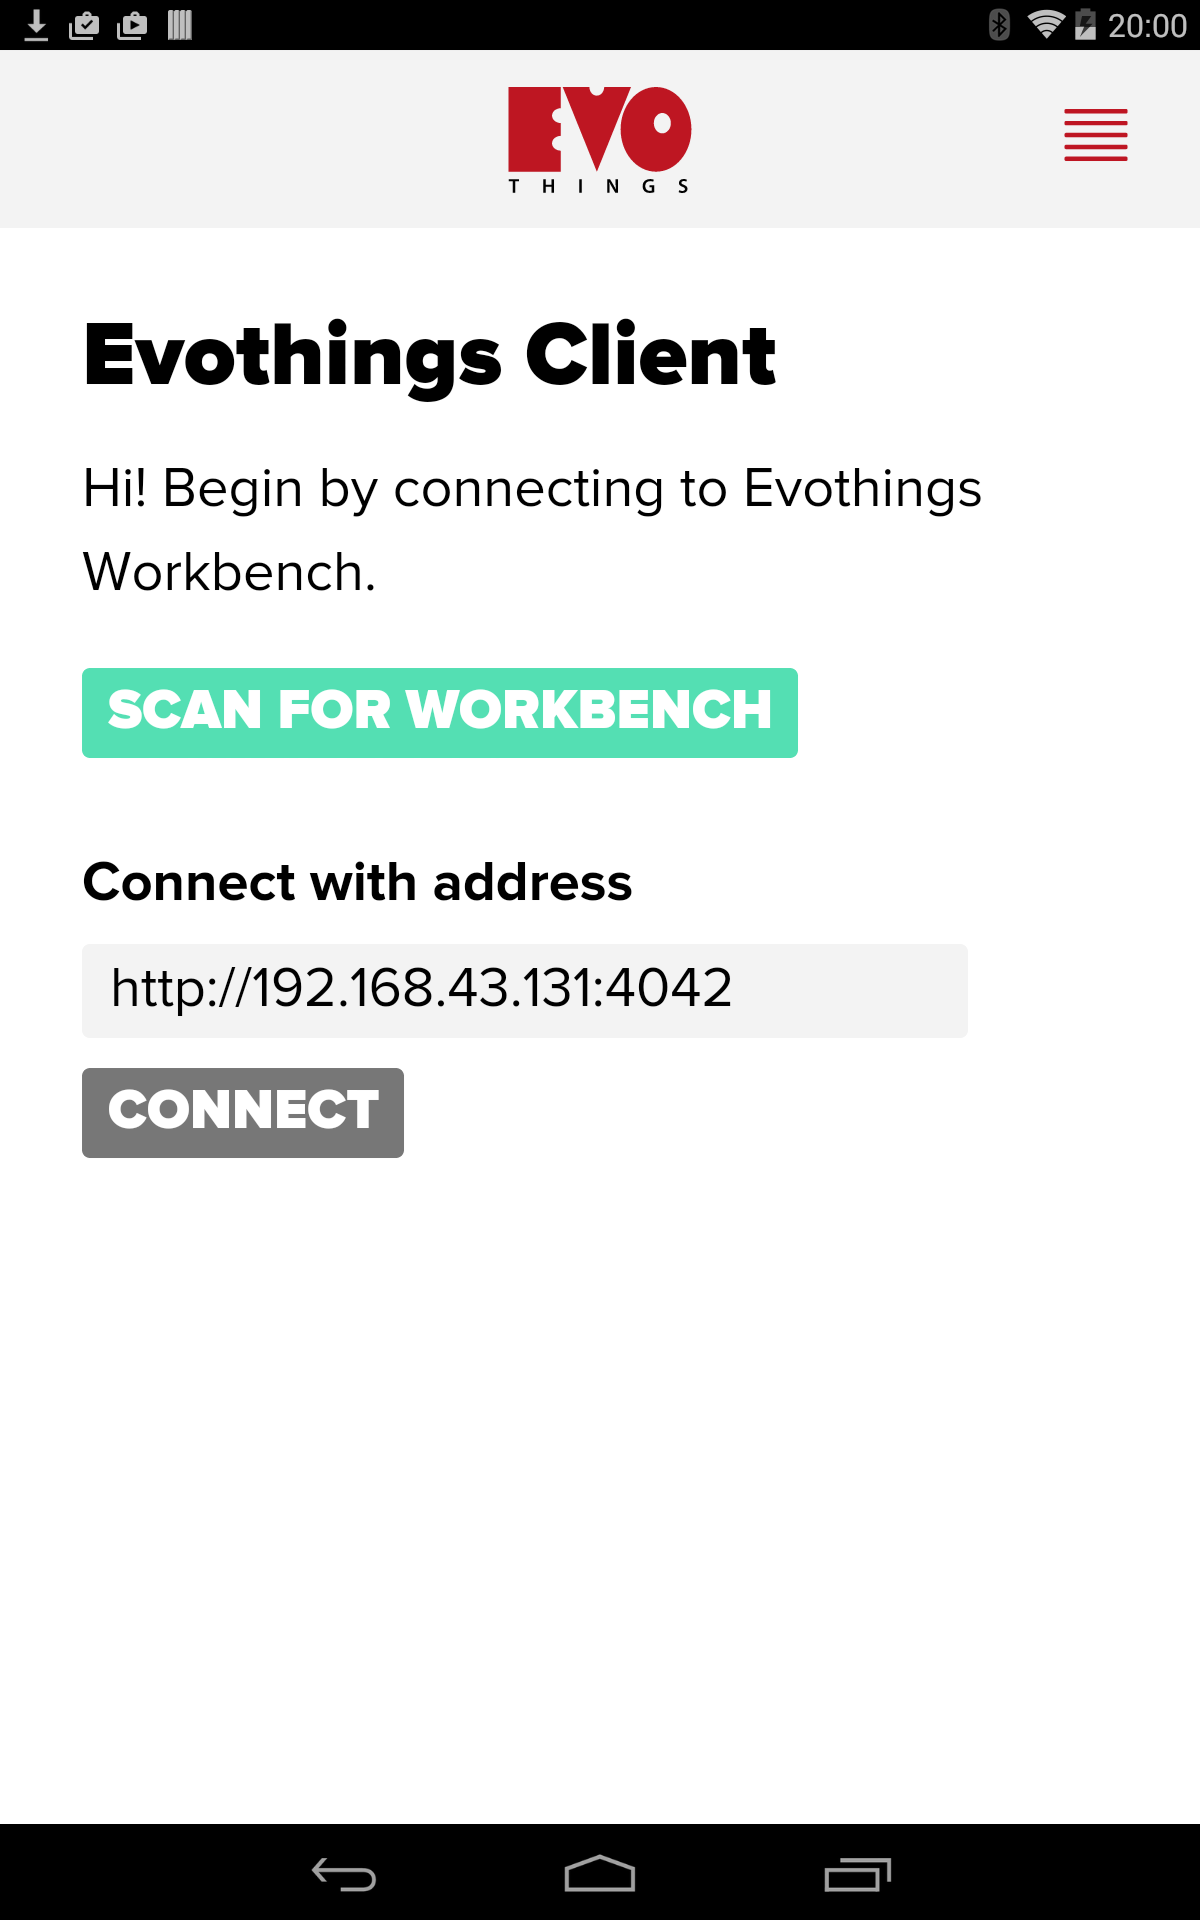 20:00
EVO
THINGS
Evothings Client
Hi! Begin by connecting to Evothings
Workbench.
SCAN FOR WORKBENCH
Connect with address
http://192.168.43.131:4042
CONNECT